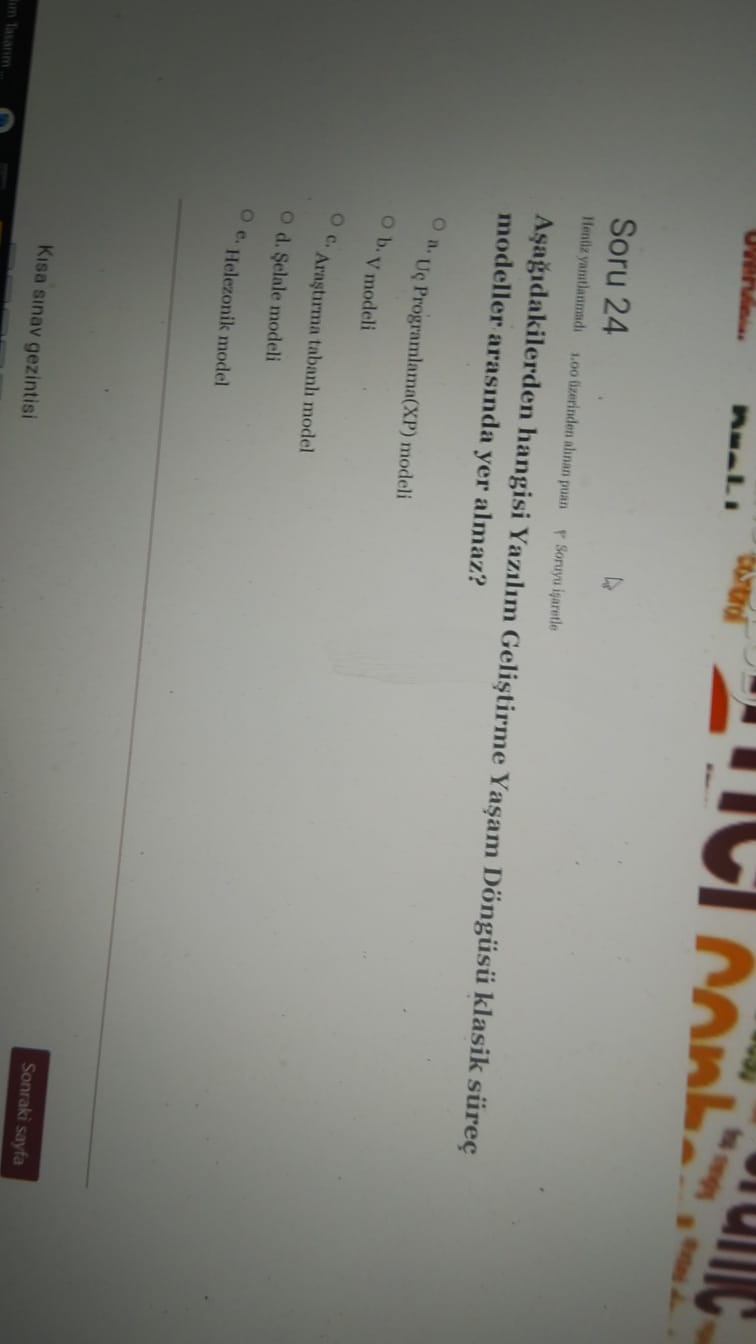 Soru 24
Henüz yanıtlanmadı 1.00 üzerinden alınan puan Soruyu işaretle
Aşağıdakilerden hangisi Yazılım Geliştirme Yaşam Döngüsü klasik süreç
modeller arasında yer almaz?
a. Uç Programlama(XP) modeli
b. V modeli
c. Araştırma tabanlı model
d. Şelale modeli
e. Helezonik model
Kısa sınav gezintisi
Sonraki sayfa